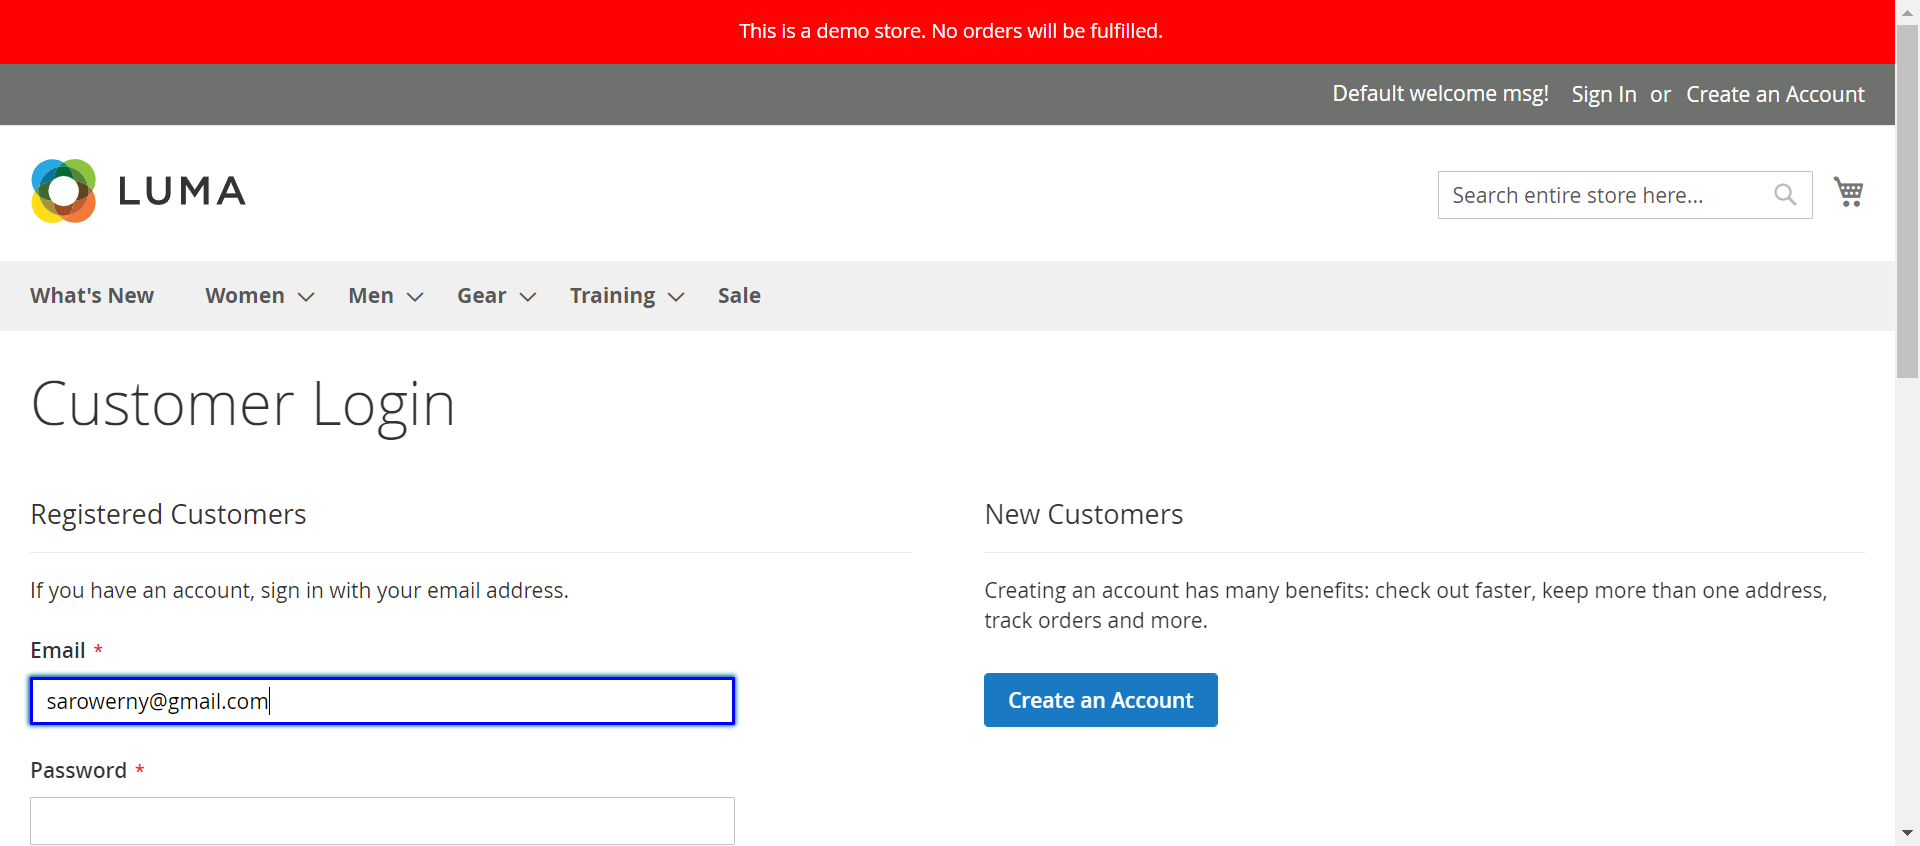 This is a demo store. No orders will be fulfilled.
Default welcome msg! Sign In or Create an Account
LUMA
Search entire store here...
What's New Women Men Gear Training Sale
Customer Login
Registered Customers
If you have an account, sign in with your email address.
Email *
sarowerny@gmail.com
Password *
New Customers
Creating an account has many benefits: check out faster, keep more than one address,
track orders and more.
Create an Account